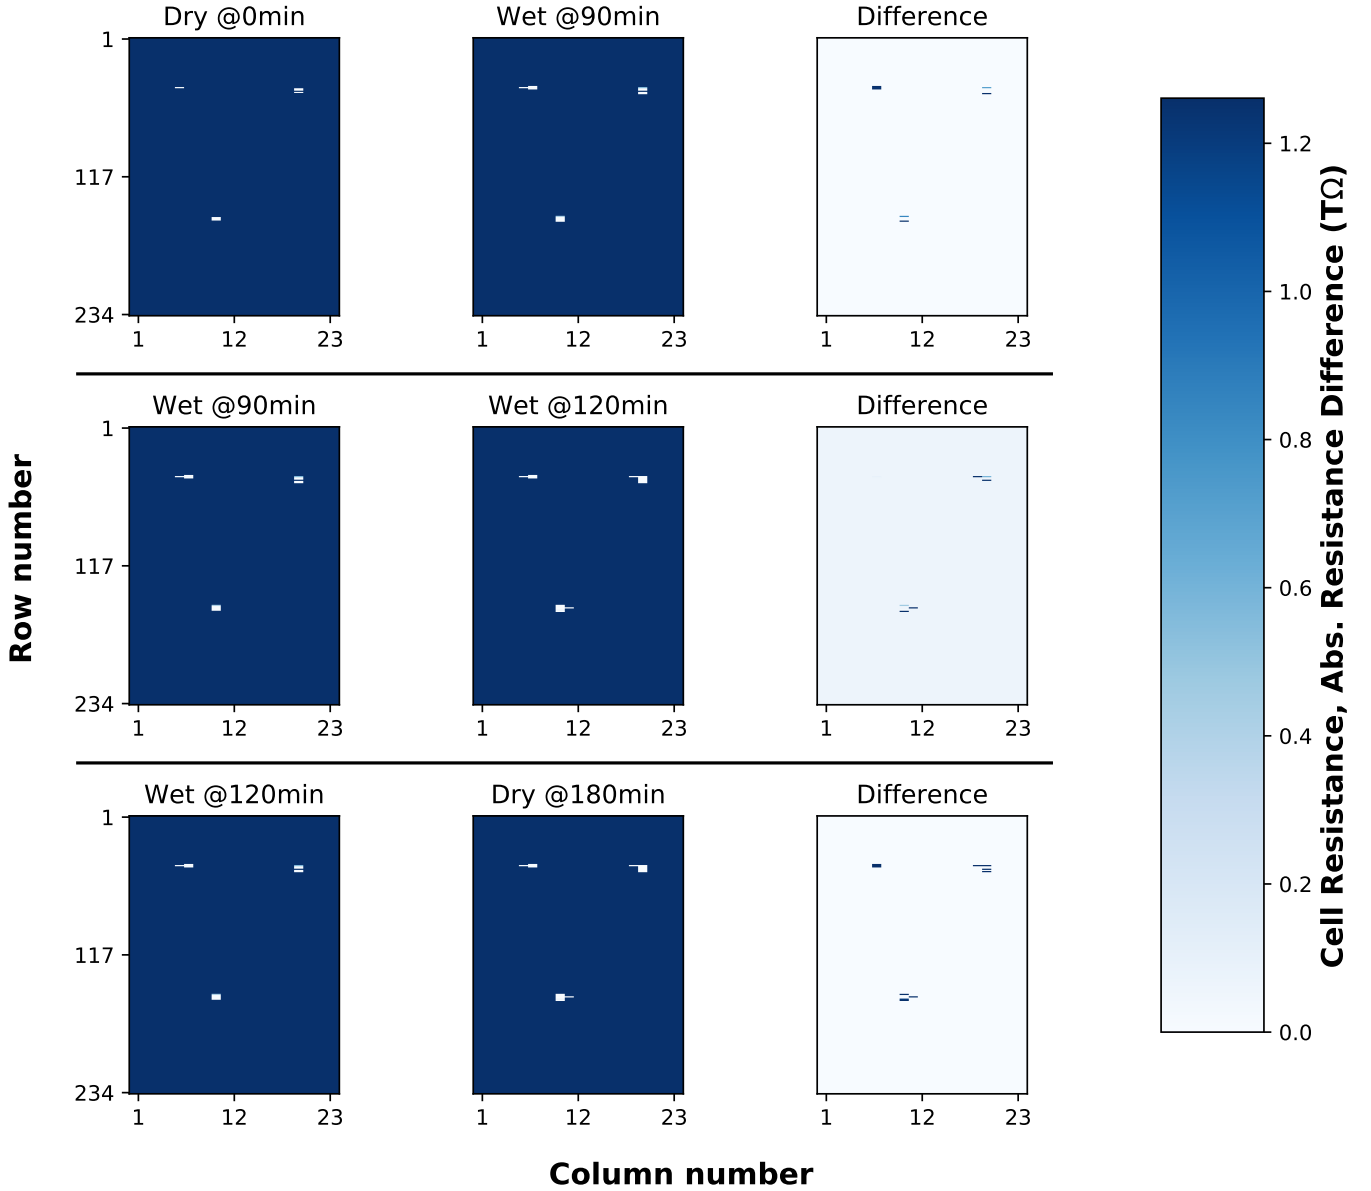 Dry @0min
Wet @90min
Difference
1
117
234
1 12 23
1 12 23
1 12 23
Wet @90min
Wet @120min
Difference
1
117
234
1 12 23
1 12 23
1 12 23
Wet @120min
Dry @180min
Difference
1
117
234
1 12 23
1 12 23
1 12 23
Row number
Column number
1.2
1.0
0.8
0.6
0.4
0.2
0.0
Cell Resistance, Abs. Resistance Difference (TΩ)